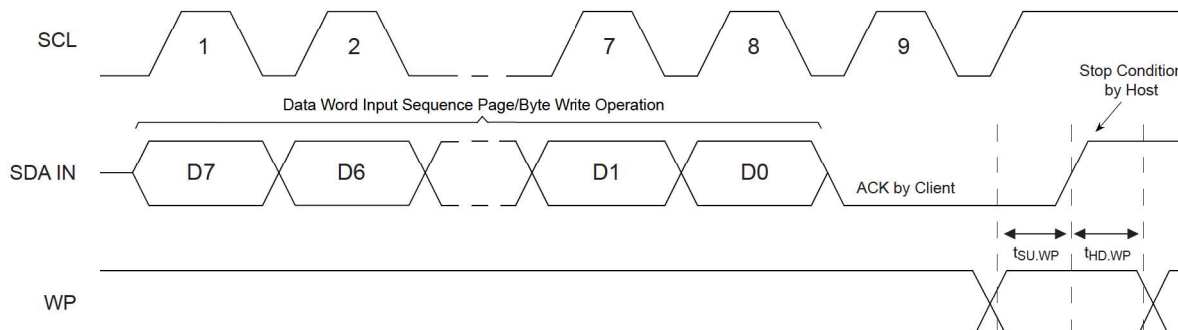 SCL
1
2
7
8
9
Stop Condition
by Host
Data Word Input Sequence Page/Byte Write Operation
SDA IN
D7
D6
D1
D0
ACK by Client
tSU.WP
tHD.WP
WP